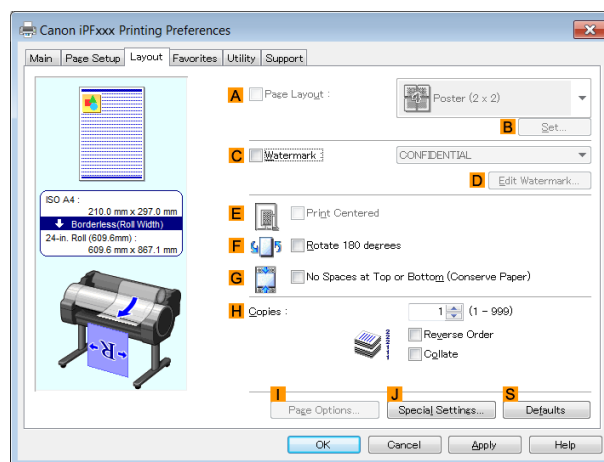 Canon iPFxxx Printing Preferences
Main Page Setup Layout Favorites Utility Support
A Page Layout : Poster (2 x 2)
B Set...
C Watermark : CONFIDENTIAL
D Edit Watermark...
ISO A4 :
210.0 mm x 297.0 mm
Borderless(Roll Width)
24-in. Roll (609.6mm) :
609.6 mm x 867.1 mm
E Print Centered
F Rotate 180 degrees
G No Spaces at Top or Bottom (Conserve Paper)
H Copies : 1 (1 - 999)
Reverse Order
Collate
R
I J S
Page Options... Special Settings... Defaults
OK Cancel Apply Help